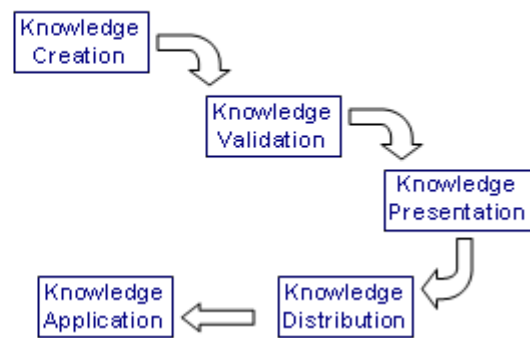 Knowledge
Creation
Knowledge
Validation
Knowledge
Presentation
Knowledge
Distribution
Knowledge
Application